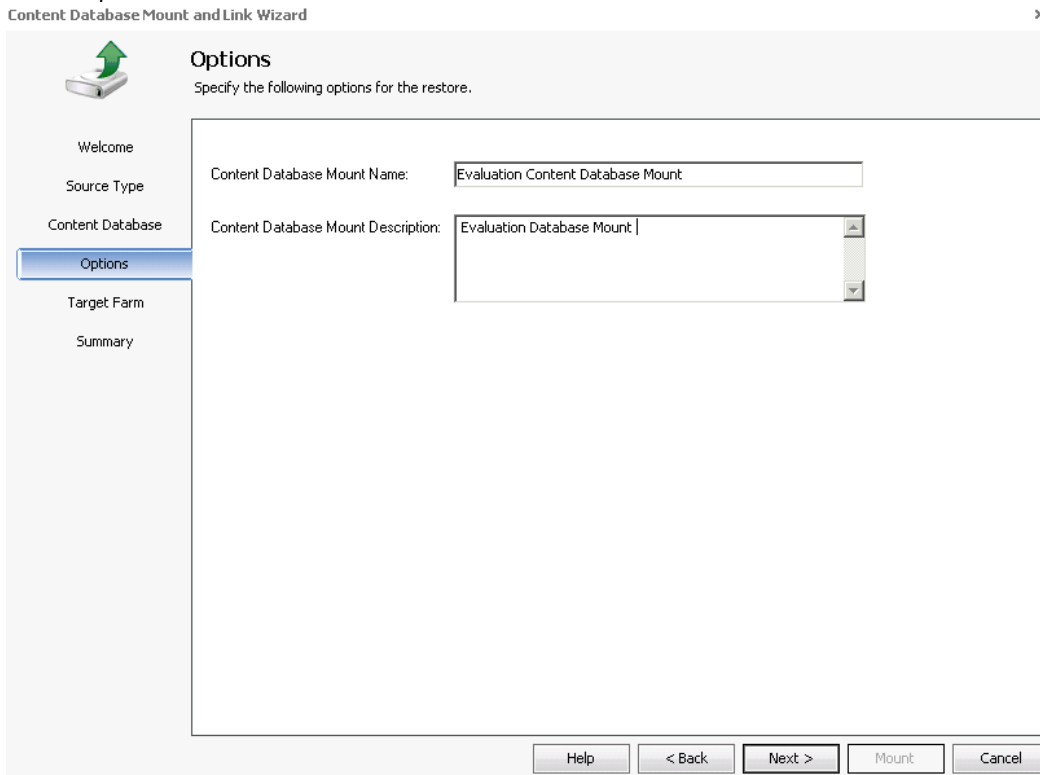 Content Database Mount and Link Wizard
Options
Specify the following options for the restore.
Welcome
Source Type
Content Database
Options
Target Farm
Summary
Content Database Mount Name: Evaluation Content Database Mount
Content Database Mount Description: Evaluation Database Mount
Help < Back Next > Mount Cancel